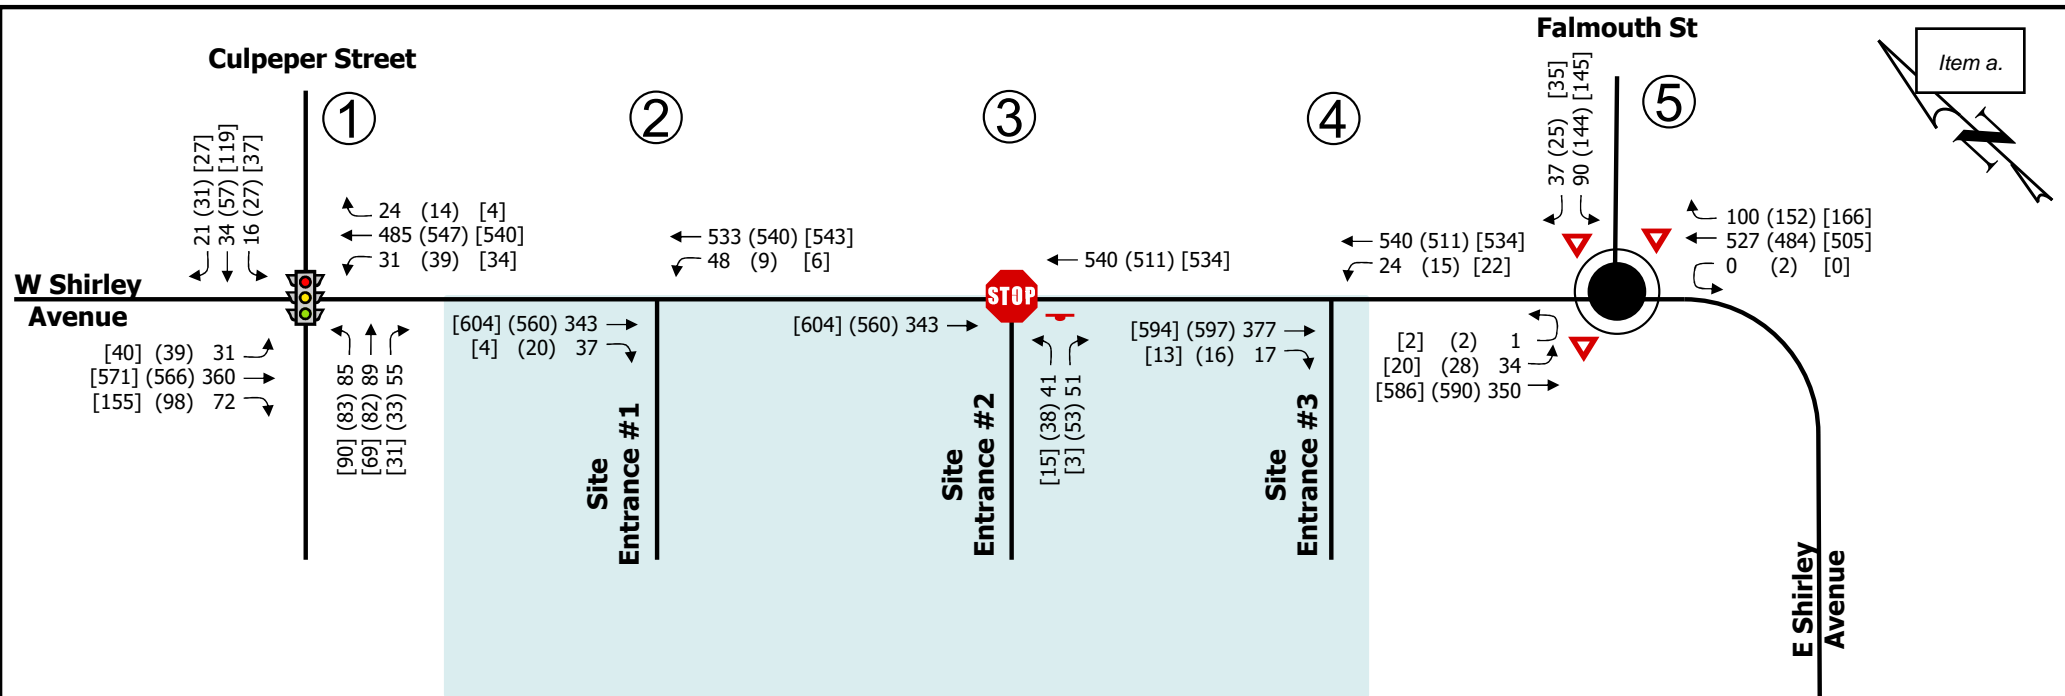 Falmouth St
Item a.
Culpeper Street
1
2
3
4
5
21 (31) [27]
34 (57) [119]
16 (27) [37]
24 (14) [4]
485 (547) [540]
31 (39) [34]
W Shirley
Avenue
[40] (39) 31
[571] (566) 360
[155] (98) 72
[90] (83) 85
[69] (82) 89
[31] (33) 55
533 (540) [543]
48 (9) [6]
[604] (560) 343
[4] (20) 37
Site
Entrance #1
540 (511) [534]
STOP
[604] (560) 343
[15] (38) 41
[3] (53) 51
Site
Entrance #2
540 (511) [534]
24 (15) [22]
[594] (597) 377
[13] (16) 17
Site
Entrance #3
37 (25) [35]
90 (144) [145]
100 (152) [166]
527 (484) [505]
0 (2) [0]
[2] (2) 1
[20] (28) 34
[586] (590) 350
E Shirley
Avenue
N